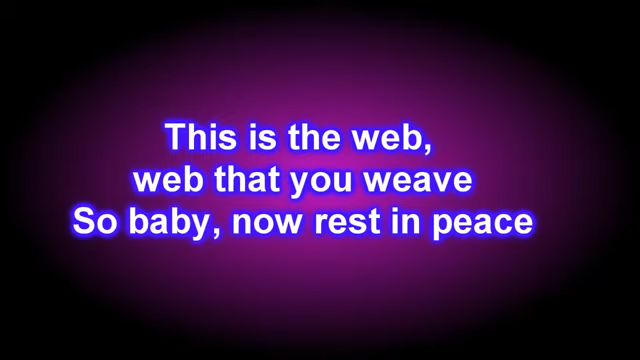 This is the web,
web that you weave
So baby, now rest in peace